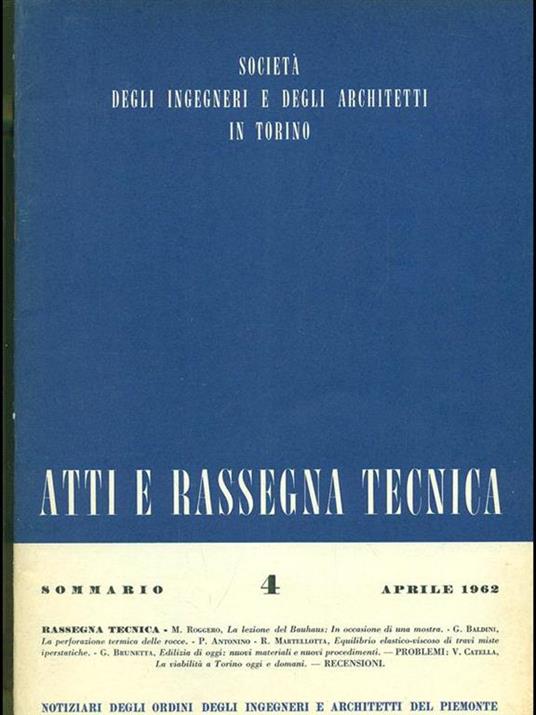 SOCIETÀ
DEGLI INGEGNERI E DEGLI ARCHITETTI
IN TORINO
ATTI E RASSEGNA TECNICA
SOMMARIO 4 APRILE 1962
RASSEGNA TECNICA - M. ROGGERO, La lezione del Bauhaus: In occasione di una mostra. - G. BALDINI,
La perforazione termica delle rocce. - P. ANTONINO - R. MARTELLOTTA, Equilibrio elastico-viscoso di travi miste
iperstatiche. - G. BRUNETTA, Edilizia di oggi: nuovi materiali e nuovi procedimenti. — PROBLEMI: V. CATELLA,
La viabilità a Torino oggi e domani. — RECENSIONI.
NOTIZIARI DEGLI ORDINI DEGLI INGEGNERI E ARCHITETTI DEL PIEMONTE